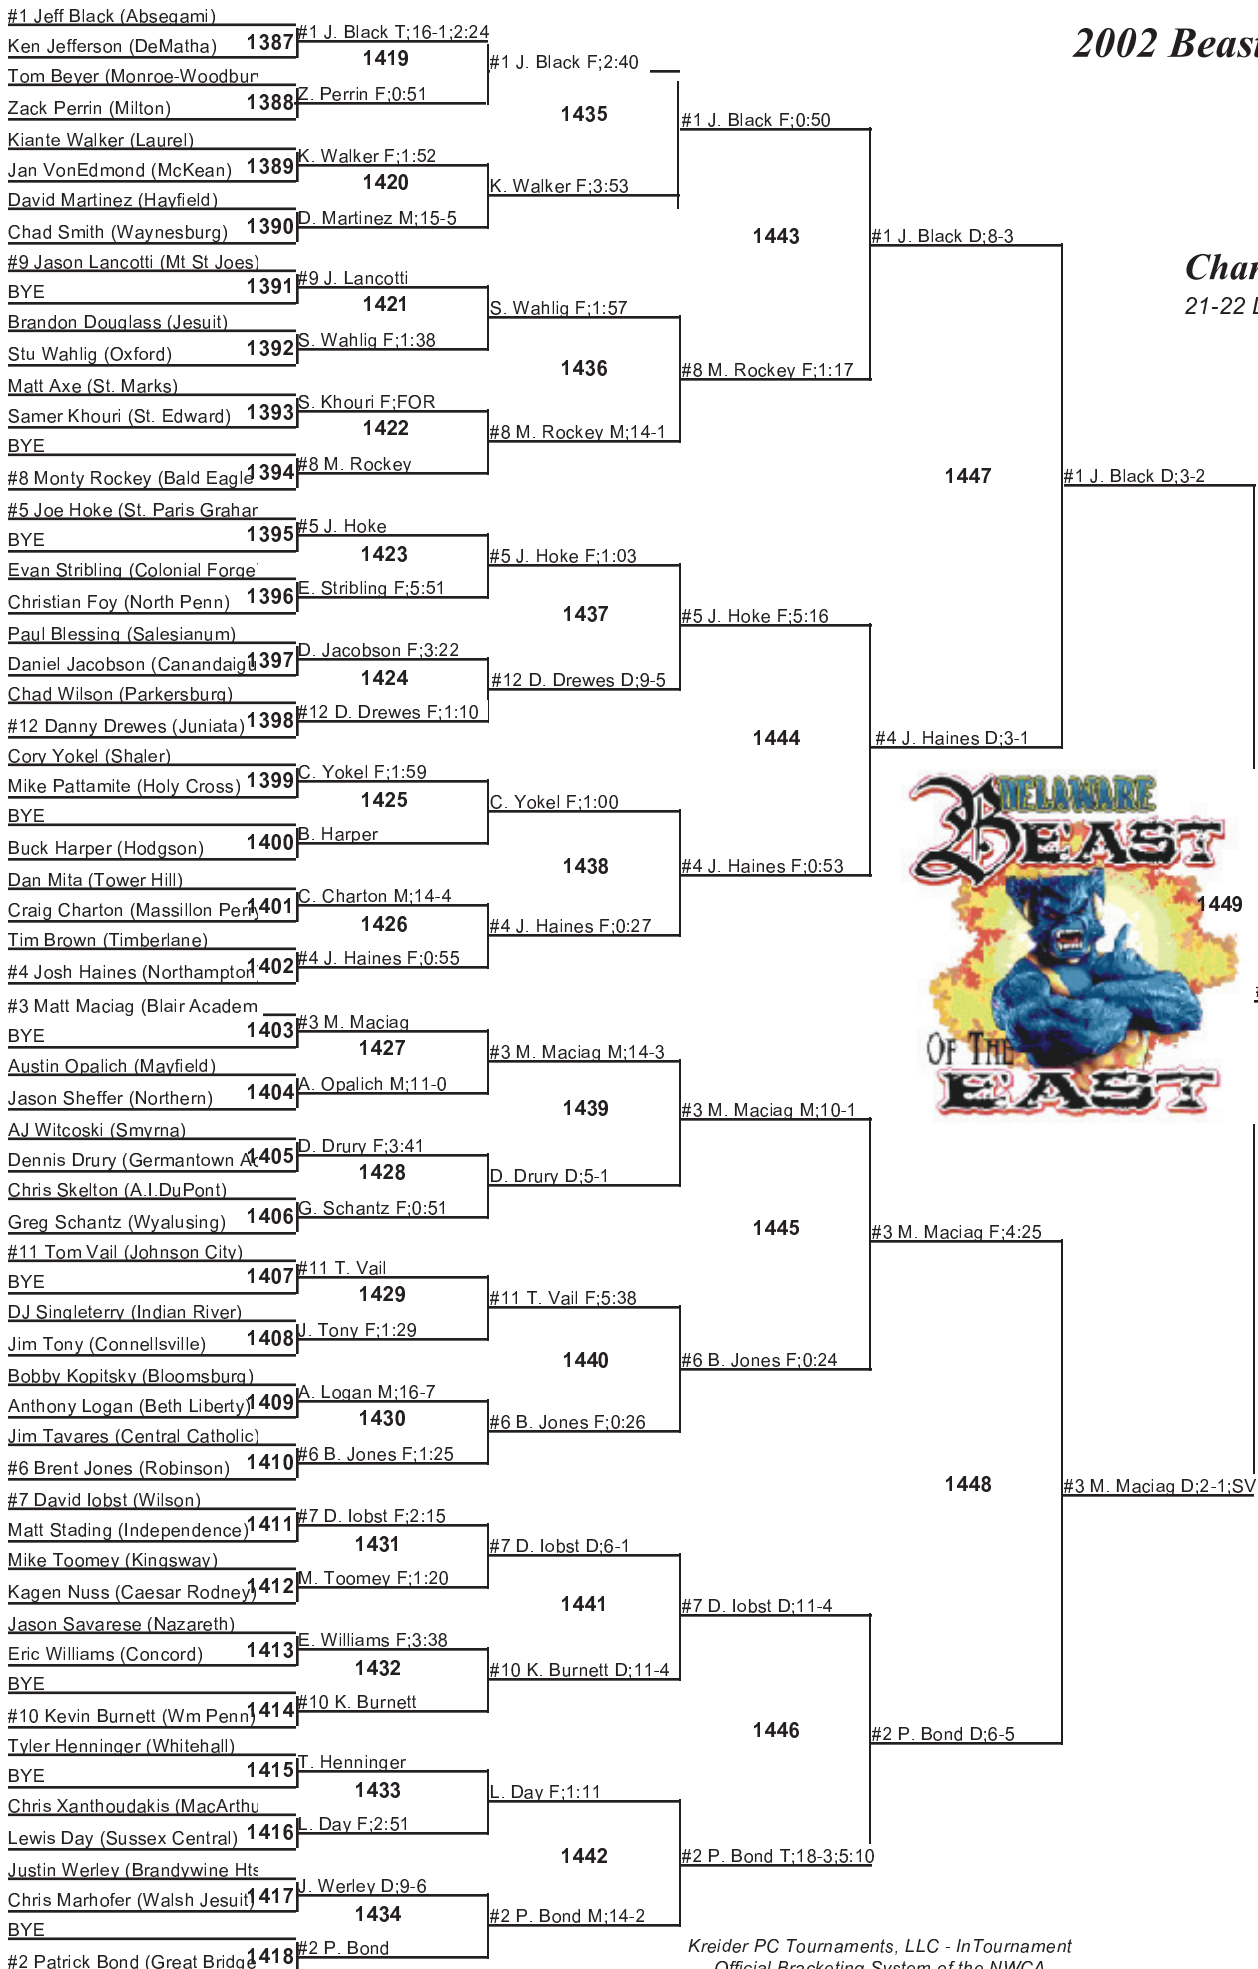 2002 Beast
#1 Jeff Black (Absegami)
Ken Jefferson (DeMatha)
1387
Tom Beyer (Monroe-Woodbur
Zack Perrin (Milton)
1388
Kiante Walker (Laurel)
Jan VonEdmond (McKean)
1389
David Martinez (Hayfield)
Chad Smith (Waynesburg)
1390
#9 Jason Lancotti (Mt St Joes)
BYE
1391
Brandon Douglass (Jesuit)
Stu Wahlig (Oxford)
1392
Matt Axe (St. Marks)
Samer Khouri (St. Edward)
1393
BYE
#8 Monty Rockey (Bald Eagle
1394
#5 Joe Hoke (St. Paris Grahar
BYE
1395
Evan Stribling (Colonial Forge
Christian Foy (North Penn)
1396
Paul Blessing (Salesianum)
Daniel Jacobson (Canandaigu
1397
Chad Wilson (Parkersburg)
#12 Danny Drewes (Juniata)
1398
Cory Yokel (Shaler)
Mike Pattamite (Holy Cross)
1399
BYE
Buck Harper (Hodgson)
1400
Dan Mita (Tower Hill)
Craig Charton (Massillon Perry
1401
Tim Brown (Timberlane)
#4 Josh Haines (Northampton
1402
#3 Matt Maciag (Blair Academ
BYE
1403
Austin Opalich (Mayfield)
Jason Sheffer (Northern)
1404
AJ Witcoski (Smyrna)
Dennis Drury (Germantown Ac
1405
Chris Skelton (A.I.DuPont)
Greg Schantz (Wyalusing)
1406
#11 Tom Vail (Johnson City)
BYE
1407
DJ Singleterry (Indian River)
Jim Tony (Connellsville)
1408
Bobby Kopitsky (Bloomsburg)
Anthony Logan (Beth Liberty)
1409
Jim Tavares (Central Catholic)
#6 Brent Jones (Robinson)
1410
#7 David Iobst (Wilson)
Matt Stading (Independence)
1411
Mike Toomey (Kingsway)
Kagen Nuss (Caesar Rodney)
1412
Jason Savarese (Nazareth)
Eric Williams (Concord)
1413
BYE
#10 Kevin Burnett (Wm Penn)
1414
Tyler Henninger (Whitehall)
BYE
1415
Chris Xanthoudakis (MacArthu
Lewis Day (Sussex Central)
1416
Justin Werley (Brandywine Hts
Chris Marhofer (Walsh Jesuit)
1417
BYE
#2 Patrick Bond (Great Bridge
1418
#1 J. Black T;16-1;2:24
1419
Z. Perrin F;0:51
K. Walker F;1:52
1420
D. Martinez M;15-5
#9 J. Lancotti
1421
S. Wahlig F;1:38
S. Khouri F;FOR
1422
#8 M. Rockey
#5 J. Hoke
1423
E. Stribling F;5:51
D. Jacobson F;3:22
1424
#12 D. Drewes F;1:10
C. Yokel F;1:59
1425
B. Harper
C. Charton M;14-4
1426
#4 J. Haines F;0:55
#3 M. Maciag
1427
A. Opalich M;11-0
D. Drury F;3:41
1428
G. Schantz F;0:51
#11 T. Vail
1429
J. Tony F;1:29
A. Logan M;16-7
1430
#6 B. Jones F;1:25
#7 D. Iobst F;2:15
1431
M. Toomey F;1:20
E. Williams F;3:38
1432
#10 K. Burnett
T. Henninger
1433
L. Day F;2:51
J. Werley D;9-6
1434
#2 P. Bond
#1 J. Black F;2:40
1435
K. Walker F;3:53
S. Wahlig F;1:57
1436
#8 M. Rockey M;14-1
#5 J. Hoke F;1:03
1437
#12 D. Drewes D;9-5
C. Yokel F;1:00
1438
#4 J. Haines F;0:27
#3 M. Maciag M;14-3
1439
D. Drury D;5-1
#11 T. Vail F;5:38
1440
#6 B. Jones F;0:26
#7 D. Iobst D;6-1
1441
#10 K. Burnett D;11-4
L. Day F;1:11
1442
#2 P. Bond M;14-2
#1 J. Black F;0:50
1443
#8 M. Rockey F;1:17
#5 J. Hoke F;5:16
1444
#4 J. Haines F;0:53
#3 M. Maciag M;10-1
1445
#6 B. Jones F;0:24
#7 D. Iobst D;11-4
1446
#2 P. Bond T;18-3;5:10
#1 J. Black D;8-3
1447
#4 J. Haines D;3-1
#3 M. Maciag F;4:25
1448
#2 P. Bond D;6-5
#1 J. Black D;3-2
1449
#3 M. Maciag D;2-1;SV
Char
21-22
DELAWARE
BEAST
OF THE
EAST
Kreider PC Tournaments, LLC - InTournament
Official Bracketing System of the NWCA